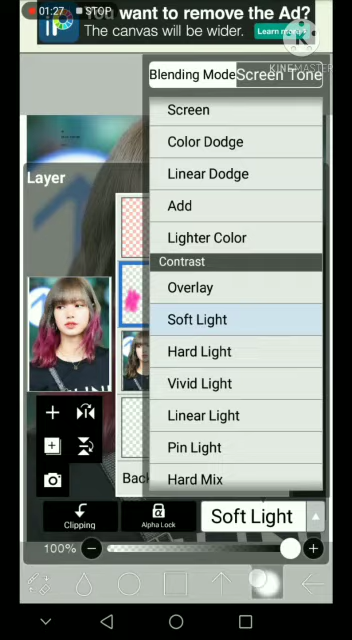 01:27 STOP
You want to remove the Ad?
The canvas will be wider.
Learn more
KINEMASTER
Blending Mode Screen Tone
Screen
Layer
Color Dodge
Linear Dodge
Add
Lighter Color
Contrast
Overlay
Soft Light
Hard Light
Vivid Light
Linear Light
Pin Light
Hard Mix
Back
Clipping
Alpha Lock
Soft Light
100%